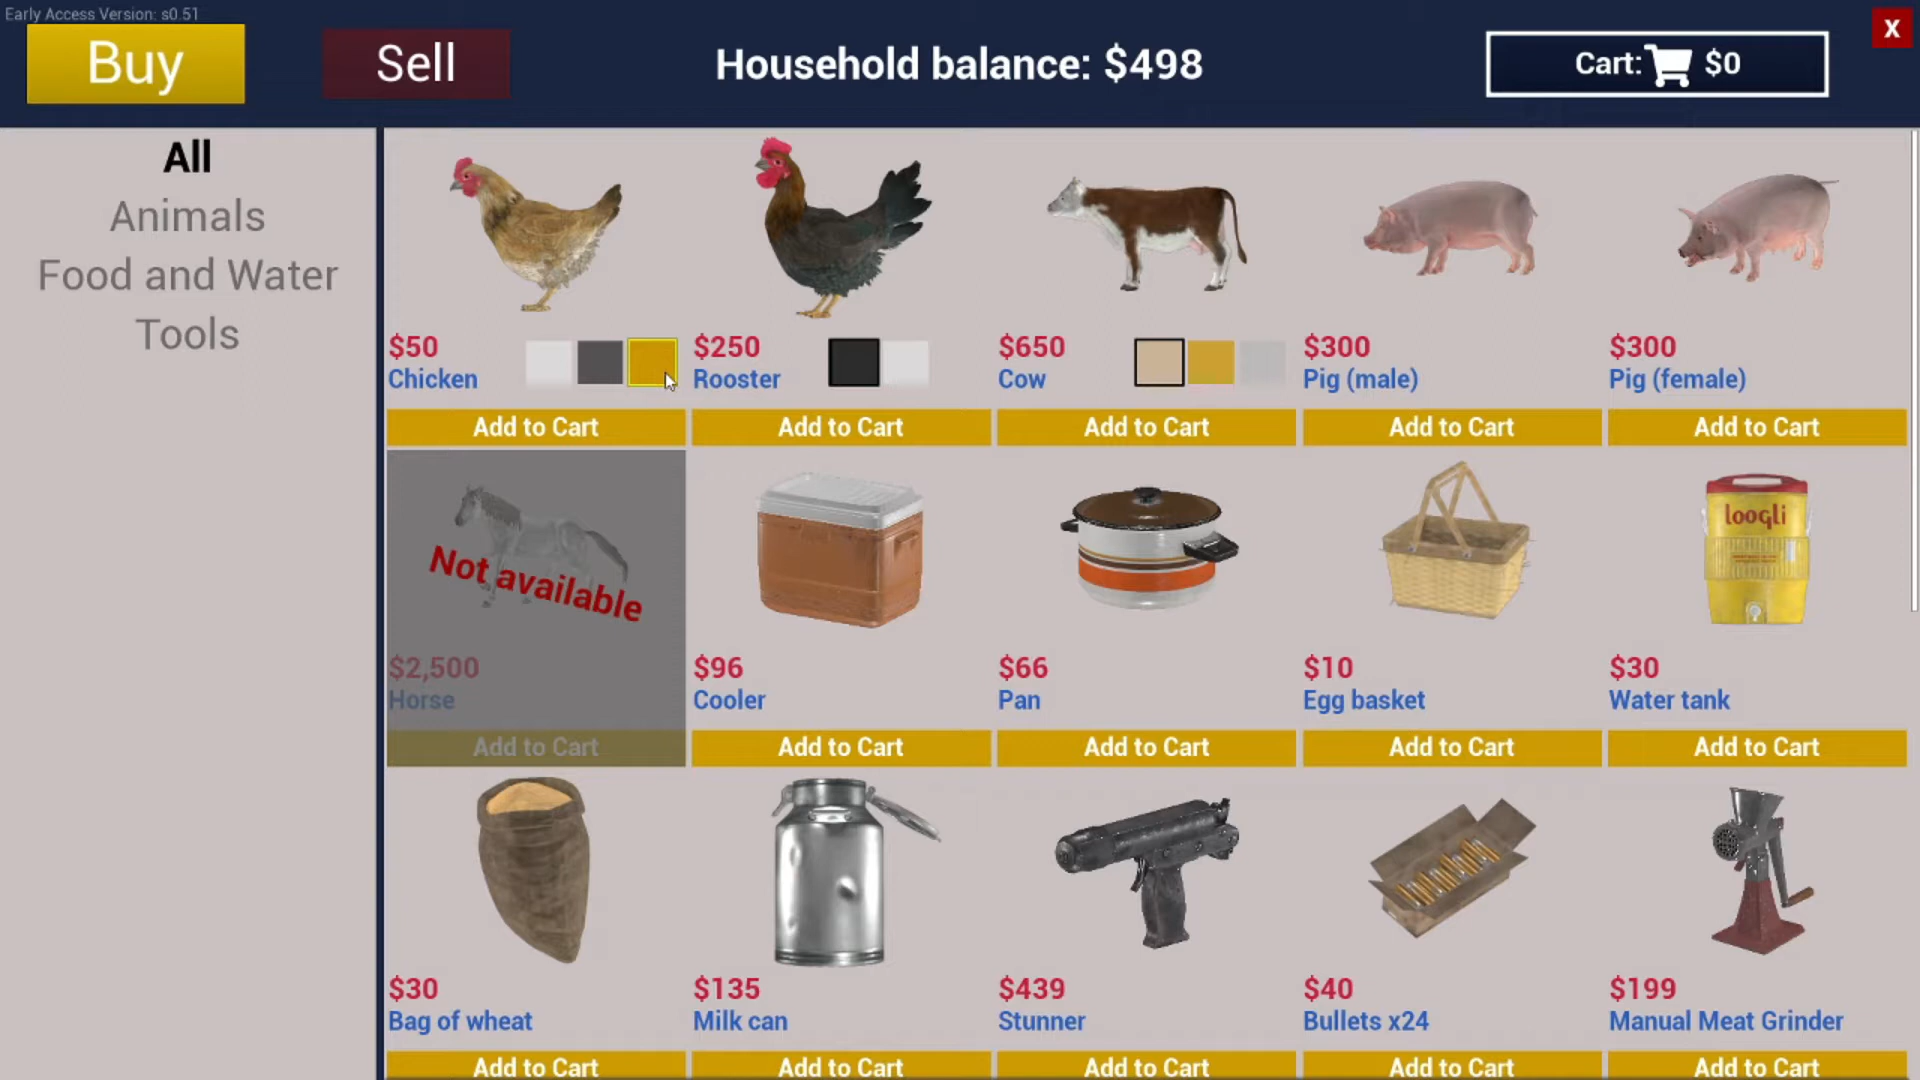 Early Access Version: s0.51
Buy
Sell
Household balance: $498
Cart: $0
X
All
Animals
Food and Water
Tools
$50
Chicken
Add to Cart
$250
Rooster
Add to Cart
$650
Cow
Add to Cart
$300
Pig (male)
Add to Cart
$300
Pig (female)
Add to Cart
Not available
$2,500
Horse
Add to Cart
$96
Cooler
Add to Cart
$66
Pan
Add to Cart
$10
Egg basket
Add to Cart
looqli
$30
Water tank
Add to Cart
$30
Bag of wheat
Add to Cart
$135
Milk can
Add to Cart
$439
Stunner
Add to Cart
$40
Bullets x24
Add to Cart
$199
Manual Meat Grinder
Add to Cart